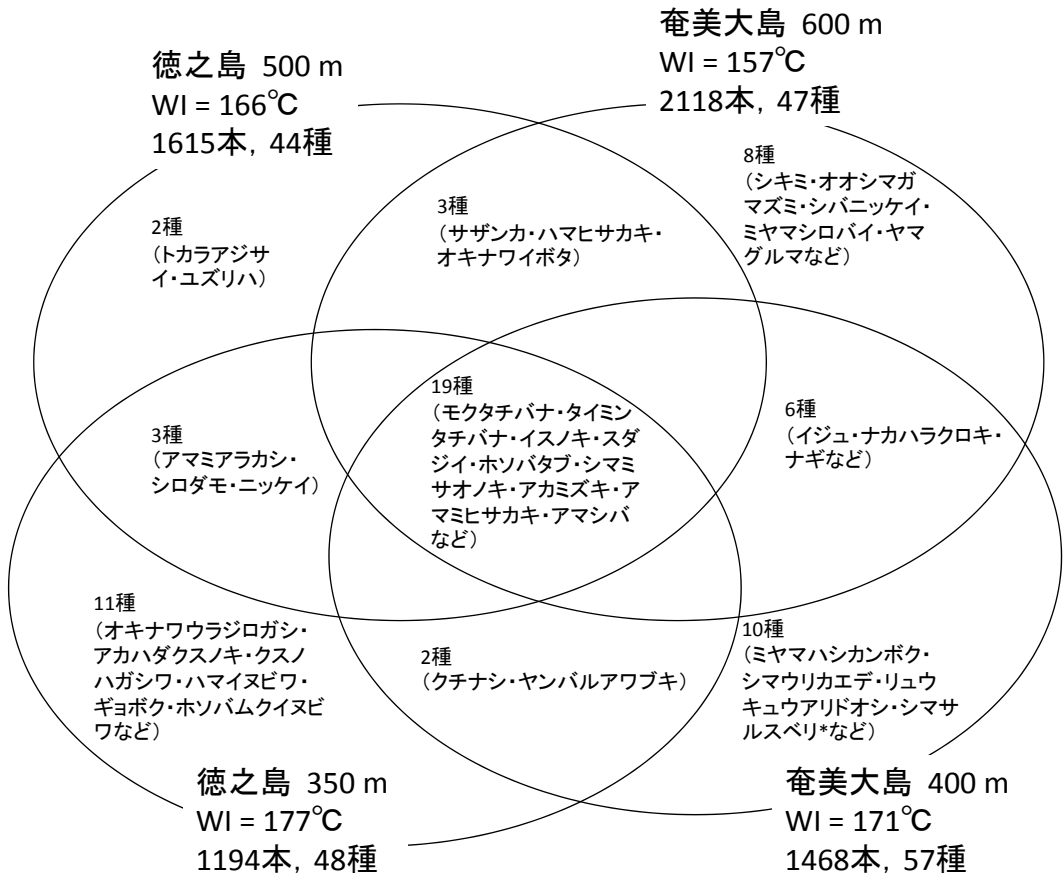 徳之島 500 m
WI = 166℃
1615本, 44種
奄美大島 600 m
WI = 157℃
2118本, 47種
2種
（トカラアジサ
イ・ユズリハ）
3種
（サザンカ・ハマヒサカキ・
オキナワイボタ）
8種
（シキミ・オオシマガ
マズミ・シバニッケイ・
ミヤマシロバイ・ヤマ
グルマなど）
3種
（アマミアラカシ・
シロダモ・ニッケイ）
19種
（モクタチバナ・タイミン
タチバナ・イスノキ・スダ
ジイ・ホソバタブ・シマミ
サオノキ・アカミズキ・ア
マミヒサカキ・アマシバ
など）
6種
（イジュ・ナカハラクロキ・
ナギなど）
11種
（オキナワウラジロガシ・
アカハダクスノキ・クスノ
ハガシワ・ハマイヌビワ・
ギョボク・ホソバムクイヌビ
ワなど）
2種
（クチナシ・ヤンバルアワブキ）
10種
（ミヤマハシカンボク・
シマウリカエデ・リュウ
キュウアリドオシ・シマサ
ルスベリ*など）
徳之島 350 m
WI = 177℃
1194本, 48種
奄美大島 400 m
WI = 171℃
1468本, 57種